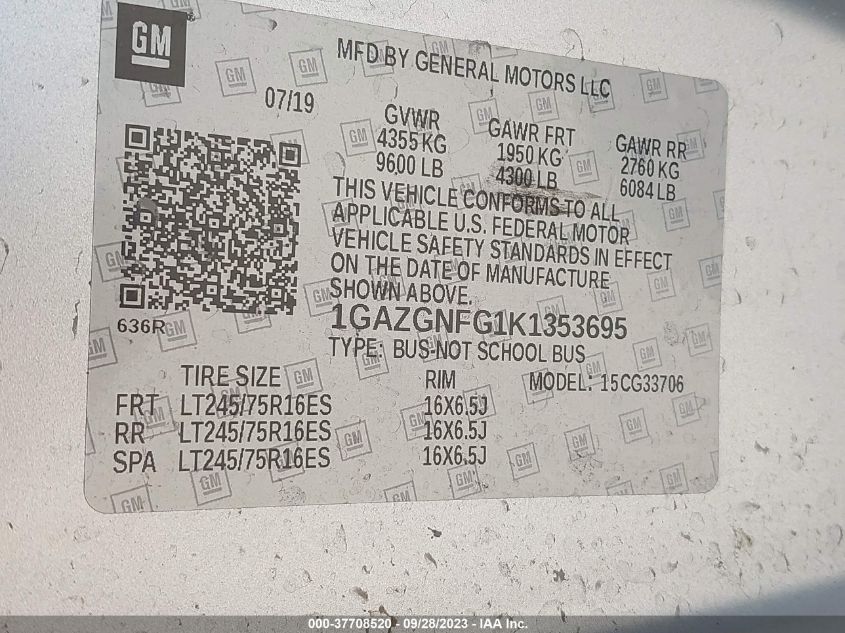 GM
MFD BY GENERAL MOTORS LLC
07/19
GVWR GAWR FRT GAWR RR
4355 KG 1950 KG 2760 KG
9600 LB 4300 LB 6084 LB
THIS VEHICLE CONFORMS TO ALL
APPLICABLE U.S. FEDERAL MOTOR
VEHICLE SAFETY STANDARDS IN EFFECT
ON THE DATE OF MANUFACTURE
SHOWN ABOVE.
636R
1GAZGNFG1K1353695
TYPE: BUS-NOT SCHOOL BUS
TIRE SIZE RIM MODEL: 15CG33706
FRT LT245/75R16ES 16X6.5J
RR LT245/75R16ES 16X6.5J
SPA LT245/75R16ES 16X6.5J
000-37708520 - 09/28/2023 - IAA Inc.